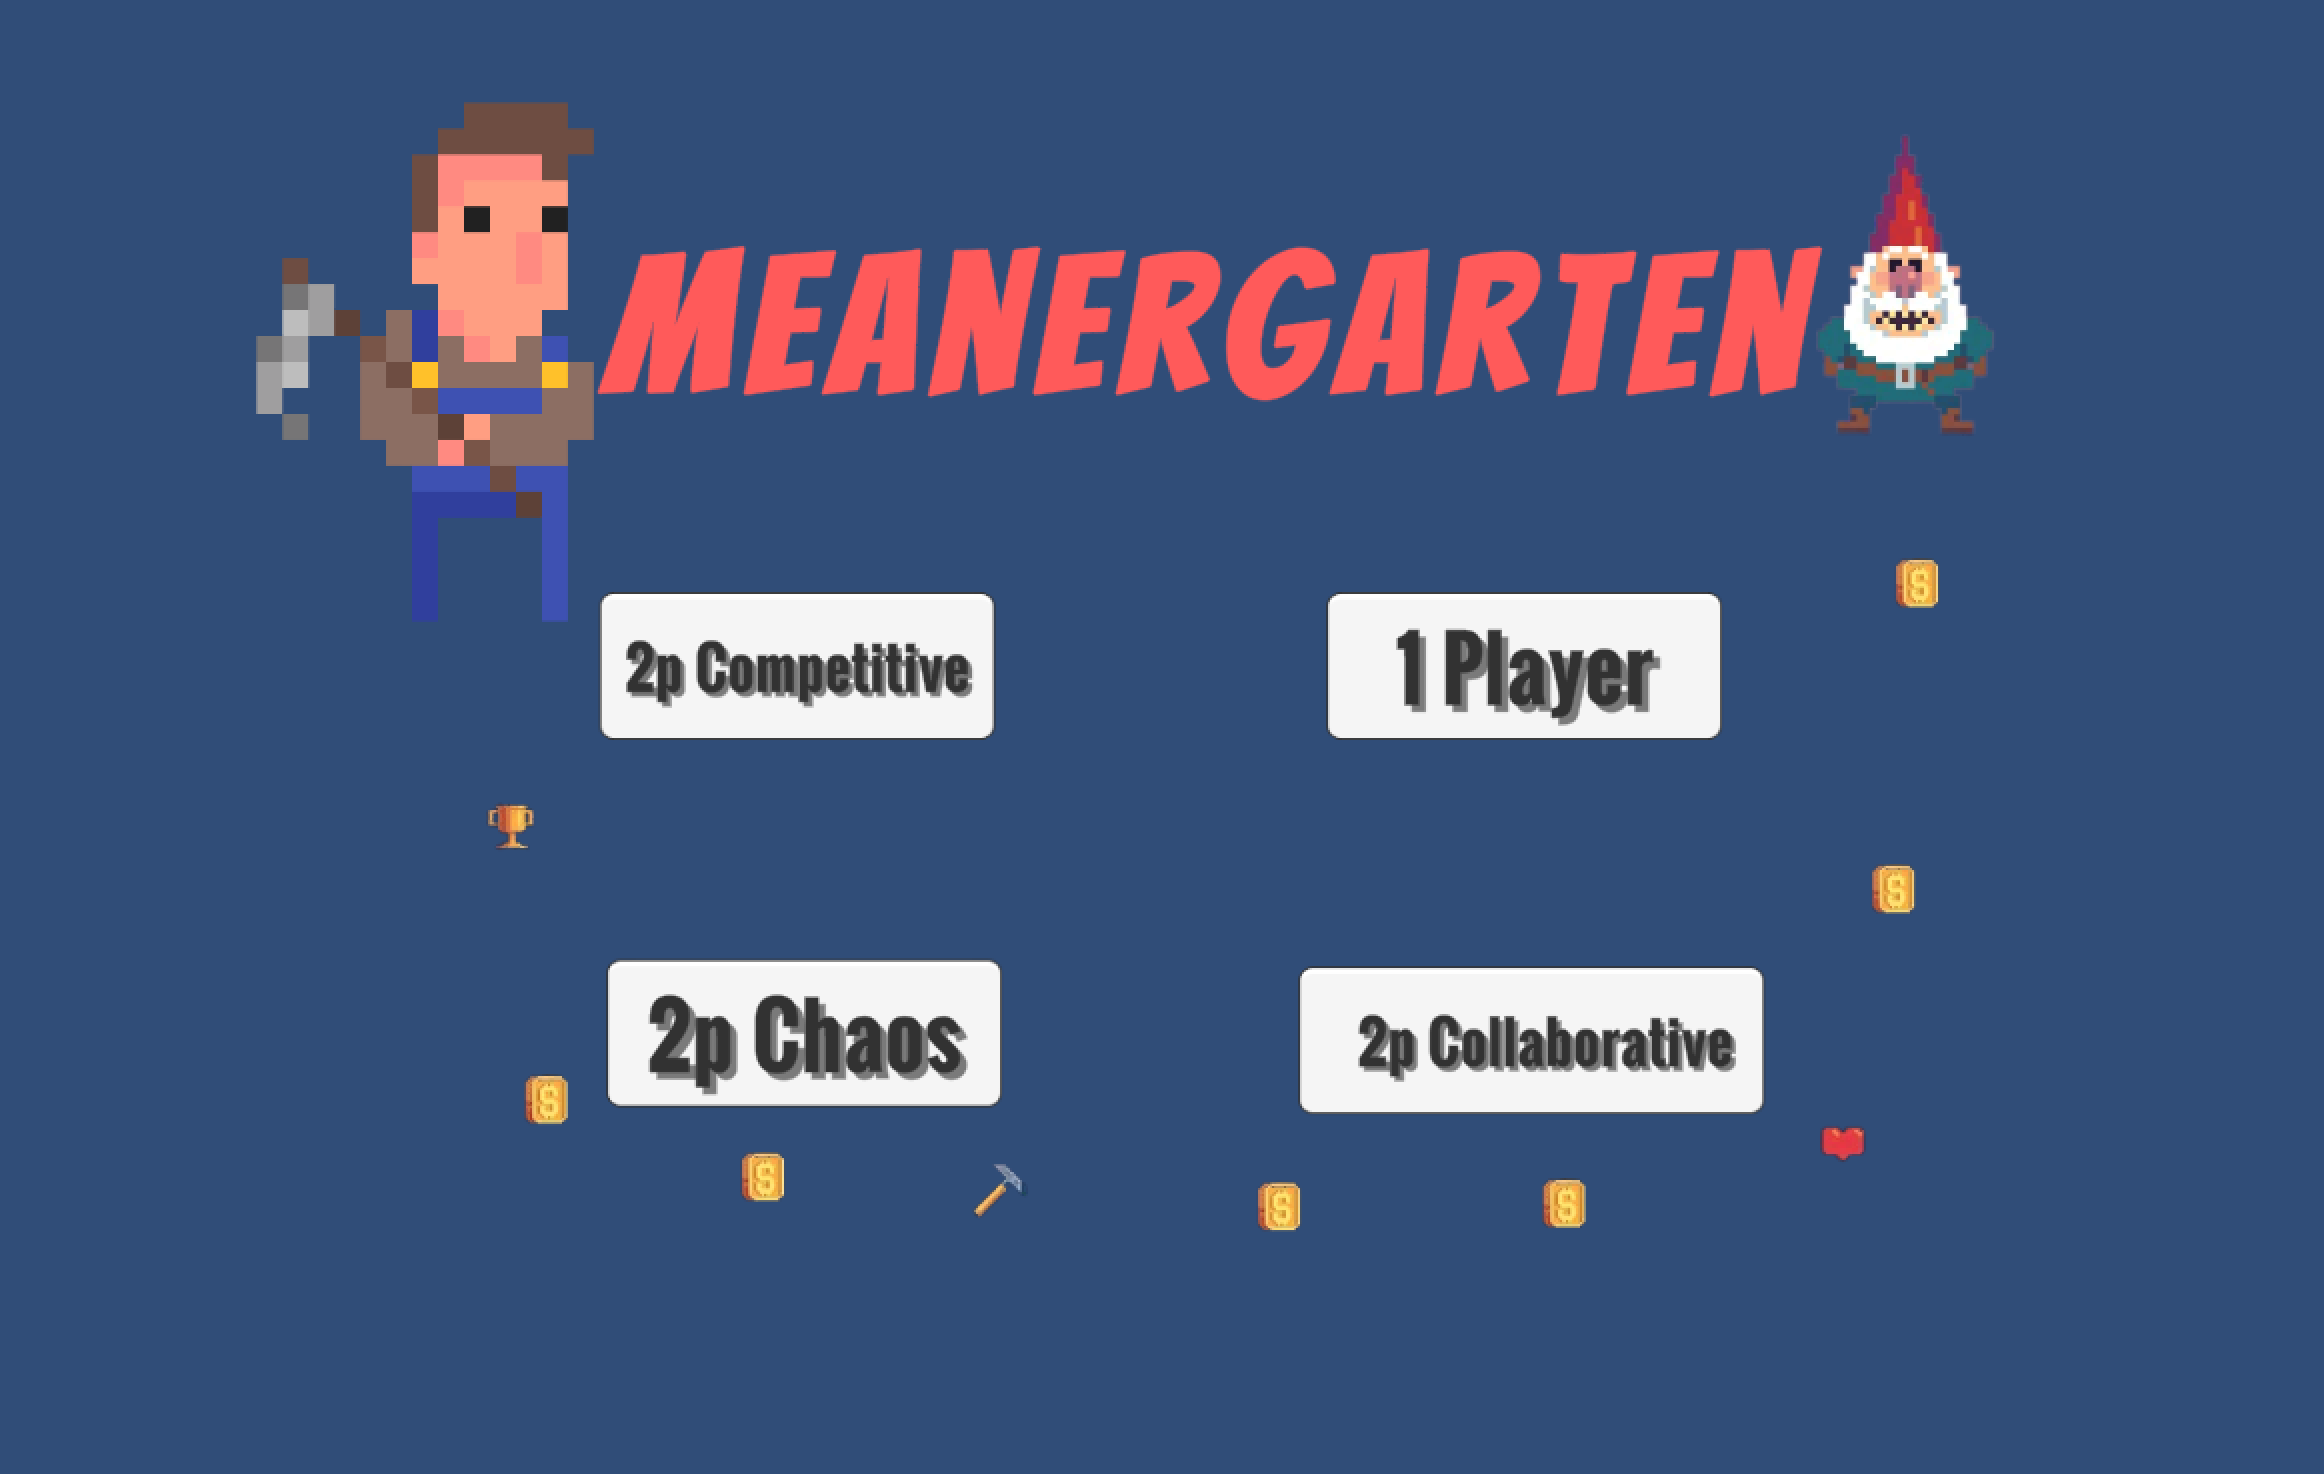 MEANERGARTEN
2p Competitive
1 Player
2p Chaos
2p Collaborative